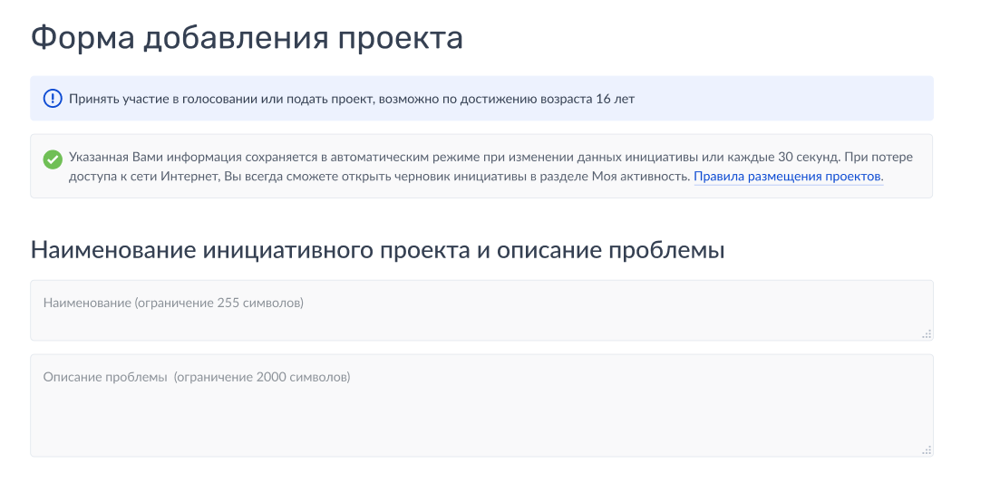 Форма добавления проекта
Принять участие в голосовании или подать проект, возможно по достижению возраста 16 лет
Указанная Вами информация сохраняется в автоматическом режиме при изменении данных инициативы или каждые 30 секунд. При потере
доступа к сети Интернет, Вы всегда сможете открыть черновик инициативы в разделе Моя активность. Правила размещения проектов.
Наименование инициативного проекта и описание проблемы
Наименование (ограничение 255 символов)
Описание проблемы (ограничение 2000 символов)